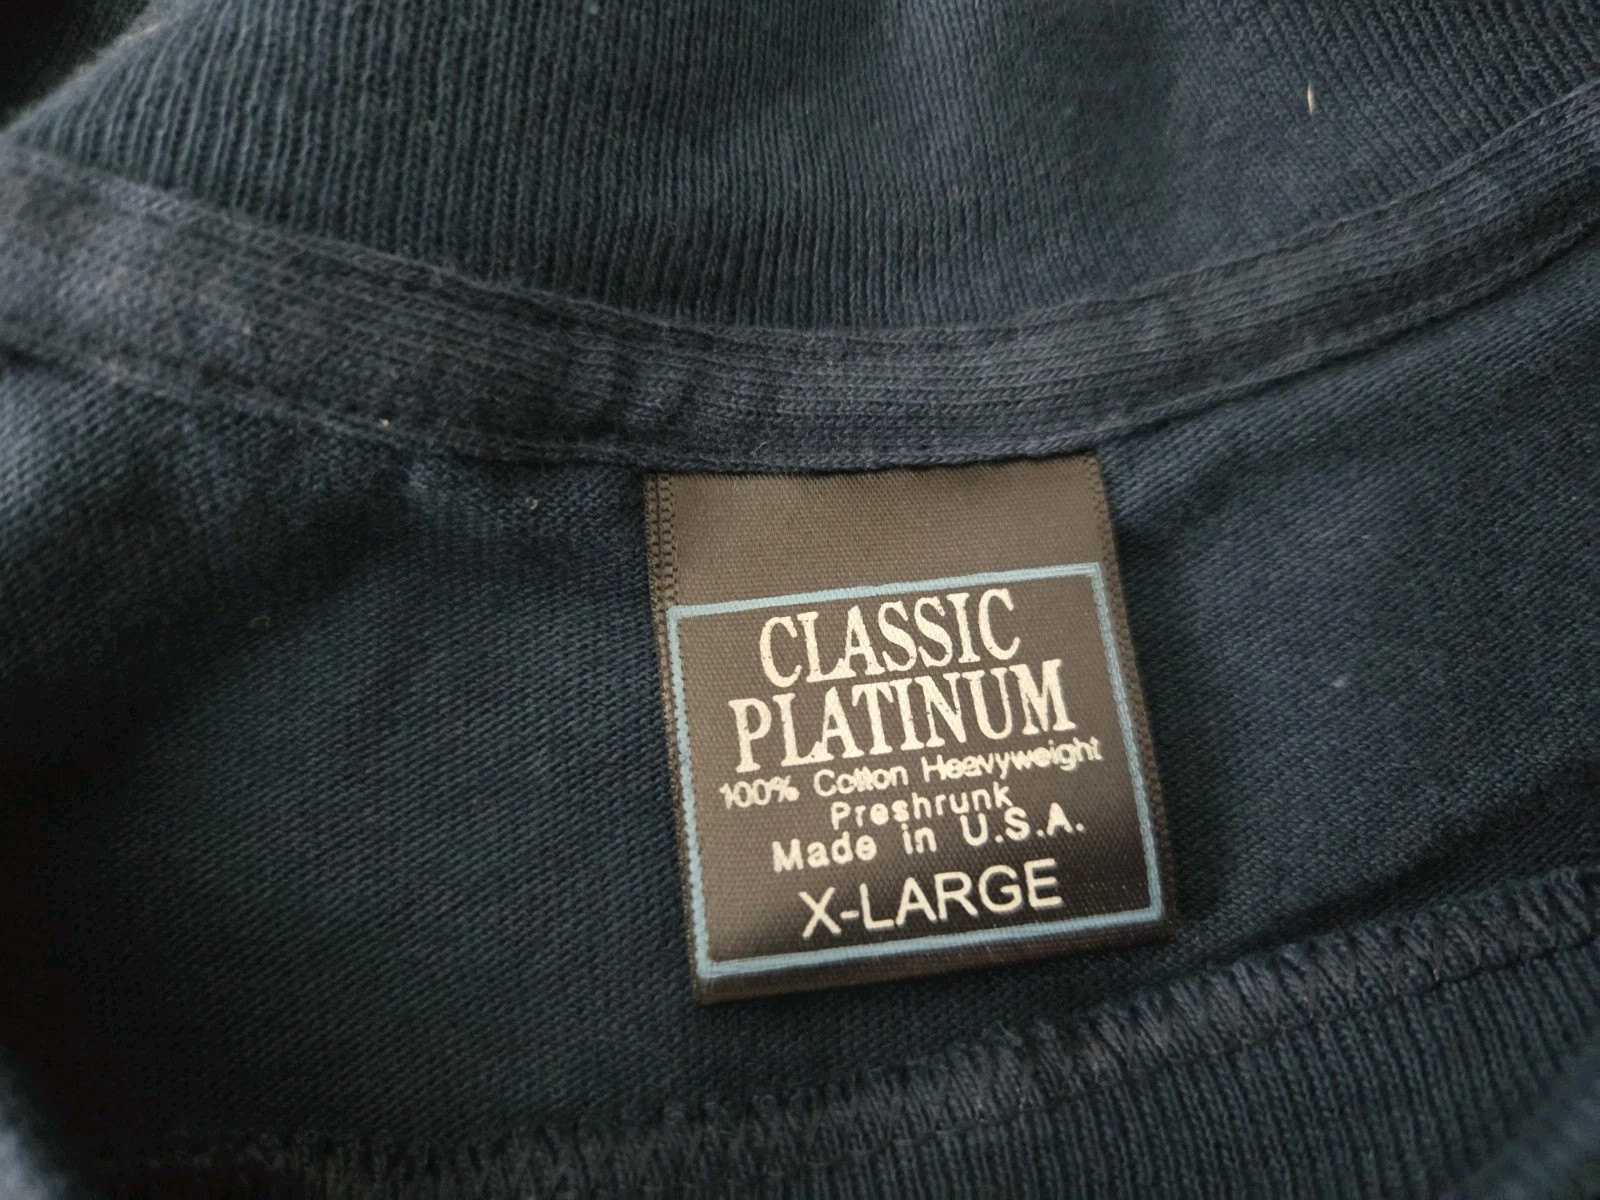 CLASSIC
PLATINUM
100% Cotton Heavyweight
Preshrunk
Made in U.S.A.
X-LARGE